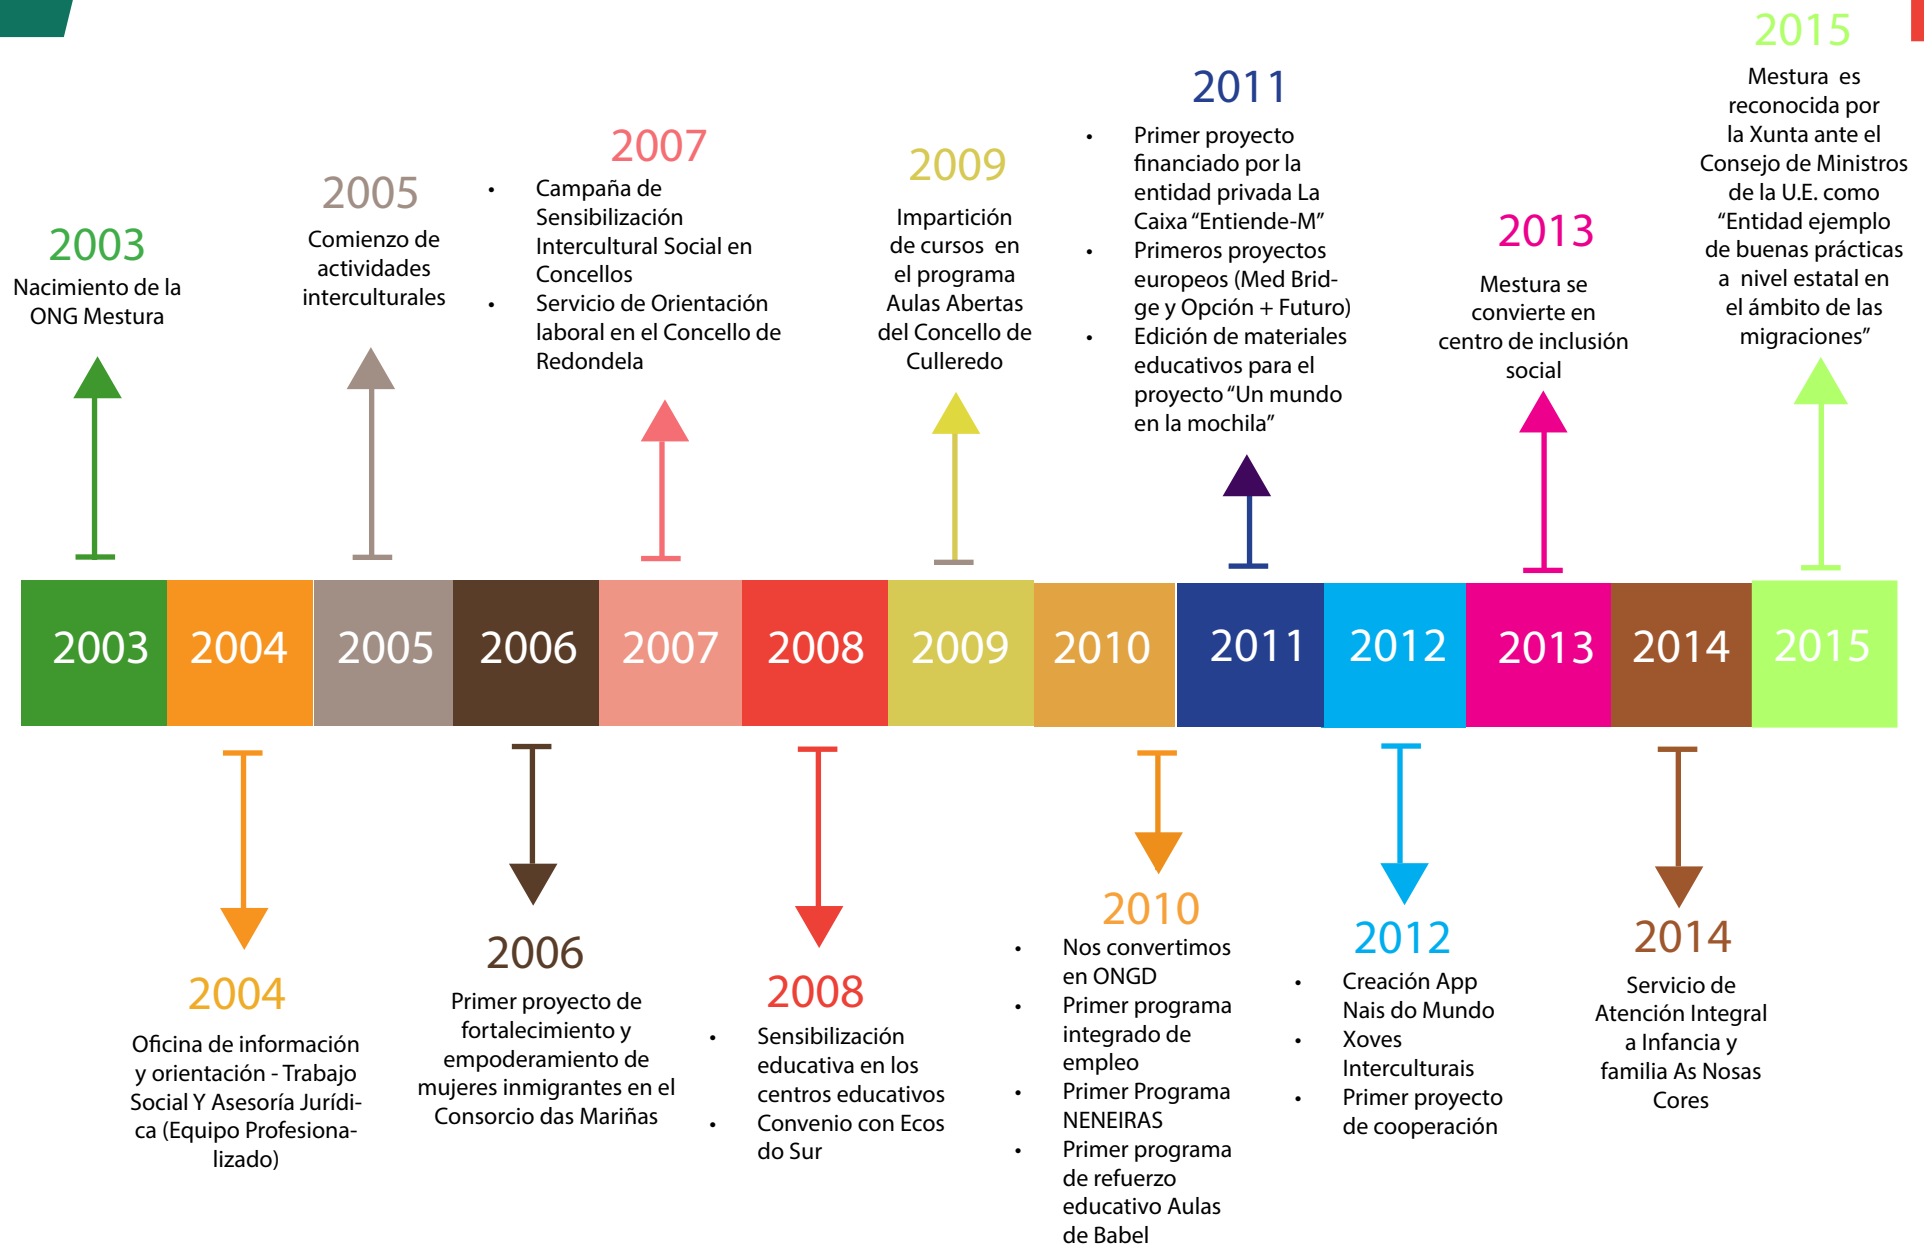 2003
Nacimiento de la
ONG Mestura
2005
Comienzo de
actividades
interculturales
2007
• Campaña de
Sensibilización
Intercultural Social en
Concellos
• Servicio de Orientación
laboral en el Concello de
Redondela
2009
Impartición
de cursos en
el programa
Aulas Abertas
del Concello de
Culleredo
2011
• Primer proyecto
financiado por la
entidad privada La
Caixa “Entiende-M”
• Primeros proyectos
europeos (Med Brid-
ge y Opción + Futuro)
• Edición de materiales
educativos para el
proyecto “Un mundo
en la mochila”
2013
Mestura se
convierte en
centro de inclusión
social
2015
Mestura es
reconocida por
la Xunta ante el
Consejo de Ministros
de la U.E. como
“Entidad ejemplo
de buenas prácticas
a nivel estatal en
el ámbito de las
migraciones”
2003 2004 2005 2006 2007 2008 2009 2010 2011 2012 2013 2014 2015
2004
Oficina de información
y orientación - Trabajo
Social Y Asesoría Jurídi-
ca (Equipo Profesiona-
lizado)
2006
Primer proyecto de
fortalecimiento y
empoderamiento de
mujeres inmigrantes en el
Consorcio das Mariñas
2008
• Sensibilización
educativa en los
centros educativos
• Convenio con Ecos
do Sur
2010
• Nos convertimos
en ONGD
• Primer programa
integrado de
empleo
• Primer Programa
NENEIRAS
• Primer programa
de refuerzo
educativo Aulas
de Babel
2012
• Creación App
Nais do Mundo
• Xoves
Interculturais
• Primer proyecto
de cooperación
2014
Servicio de
Atención Integral
a Infancia y
familia As Nosas
Cores